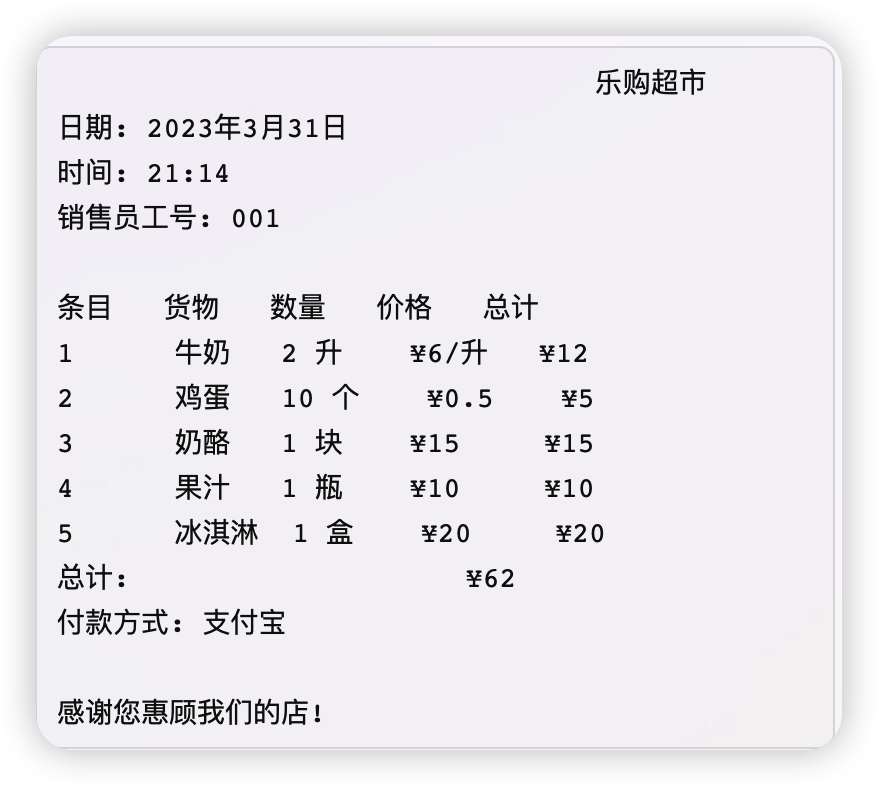 乐购超市
日期: 2023年3月31日
时间: 21:14
销售员工号: 001
条目 货物 数量 价格 总计
1 牛奶 2 升 ¥6/升 ¥12
2 鸡蛋 10 个 ¥0.5 ¥5
3 奶酪 1 块 ¥15 ¥15
4 果汁 1 瓶 ¥10 ¥10
5 冰淇淋 1 盒 ¥20 ¥20
总计: ¥62
付款方式: 支付宝
感谢您惠顾我们的店!